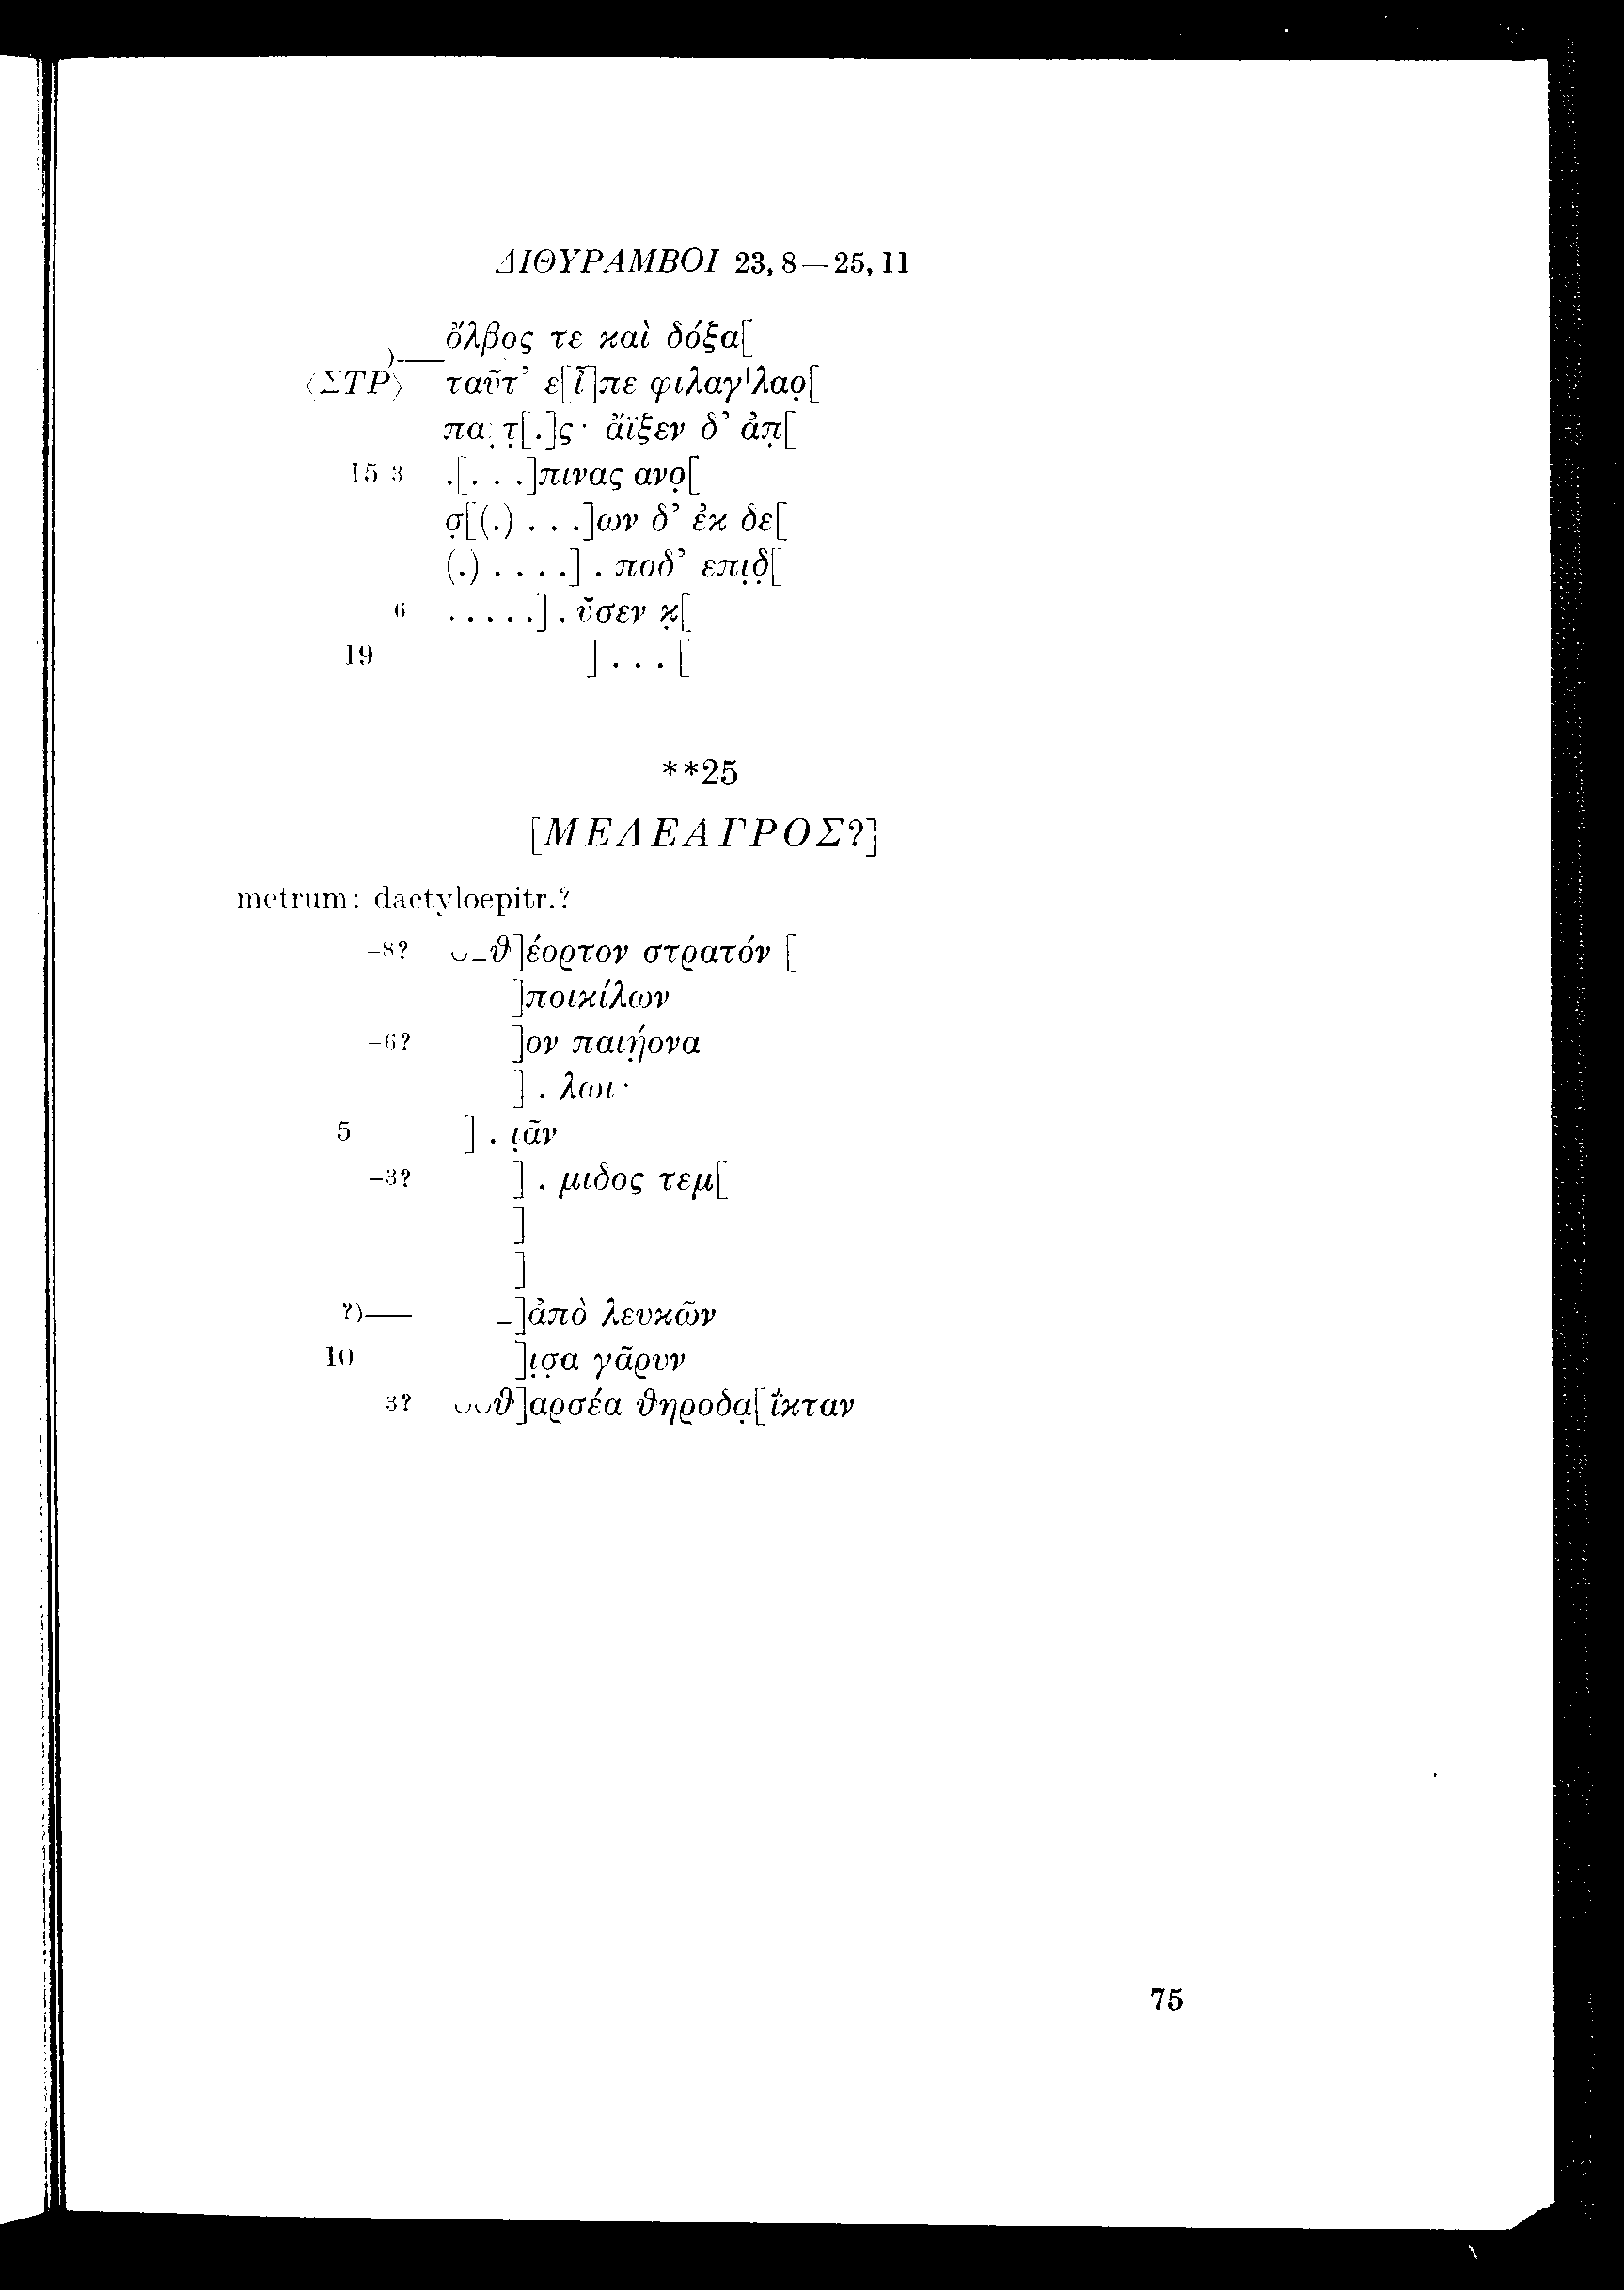 ΔΙΘΥΡΑΜΒΟΙ 23, 8—25, 11
)— ὄλβος τε καὶ δόξα[
⟨ΣΤΡ⟩ ταῦτ’ ε[ἶ]πε φιλαγ'λαο̣[
πα ̣ τ̣[.]ς· ἄϊξεν δ’ ἀπ̣[
15 3 .[. . .]πινας ανο̣[
σ̣[(.) . . .]ων δ’ ἐκ δε[
(.) . . . .] . ποδ’ επι̣δ̣[
6 . . . . .] . ῠσεν κ̣[
19 ] . . . [
**25
[ΜΕΛΕΑΓΡΟΣ?]
metrum: dactyloepitr.?
–8? ⏑–θ]έορτον στρατόν [
]ποικίλων
–6? ]ον παιή̣ονα
] . λωι·
5 ] . ι̣ᾶν
–3? ] . μιδος τεμ[
]
]
?)— –]ἀπὸ λευκῶν
10 ]ι̣σ̣α γᾶρυν
3? ⏑⏑θ]αρσέα θηροδα̣[ΐκταν
75